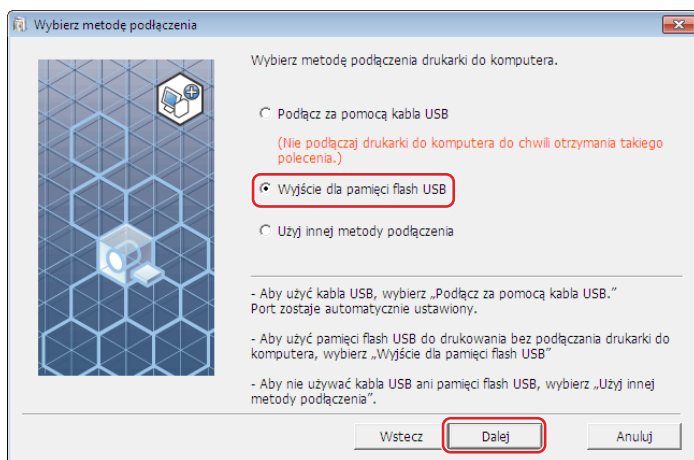 Wybierz metodę podłączenia
Wybierz metodę podłączenia drukarki do komputera.
Podłącz za pomocą kabla USB
(Nie podłączaj drukarki do komputera do chwili otrzymania takiego
polecenia.)
Wyjście dla pamięci flash USB
Użyj innej metody podłączenia
- Aby użyć kabla USB, wybierz „Podłącz za pomocą kabla USB.”
Port zostaje automatycznie ustawiony.
- Aby użyć pamięci flash USB do drukowania bez podłączania drukarki do
komputera, wybierz „Wyjście dla pamięci flash USB”
- Aby nie używać kabla USB ani pamięci flash USB, wybierz „Użyj innej
metody podłączenia”.
Wstecz Dalej Anuluj